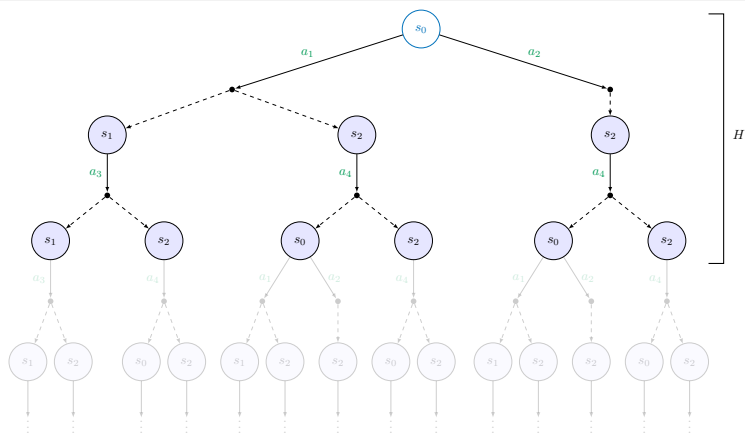 s₀
a₁ a₂
s₁ s₂ s₂ H
a₃ a₄ a₄
s₁ s₂ s₀ s₂ s₀ s₂
a₃ a₄ a₁ a₂ a₄ a₁ a₂ a₄
s₁ s₂ s₀ s₂ s₁ s₂ s₂ s₀ s₂ s₁ s₂ s₂ s₀ s₂